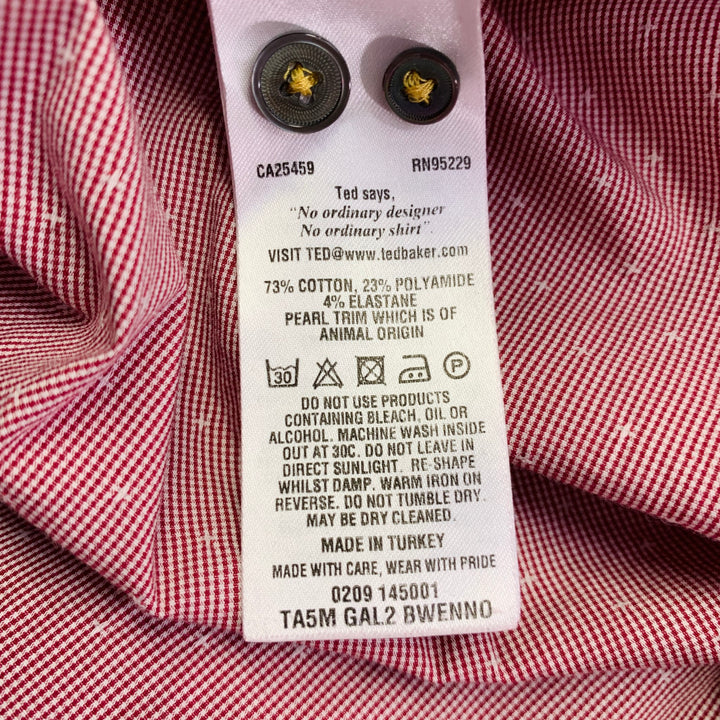 CA25459 RN95229
Ted says,
"No ordinary designer
No ordinary shirt".
VISIT TED@www.tedbaker.com
73% COTTON, 23% POLYAMIDE
4% ELASTANE
PEARL TRIM WHICH IS OF
ANIMAL ORIGIN
30 P
DO NOT USE PRODUCTS
CONTAINING BLEACH, OIL OR
ALCOHOL. MACHINE WASH INSIDE
OUT AT 30C. DO NOT LEAVE IN
DIRECT SUNLIGHT. RE-SHAPE
WHILST DAMP. WARM IRON ON
REVERSE. DO NOT TUMBLE DRY.
MAY BE DRY CLEANED.
MADE IN TURKEY
MADE WITH CARE, WEAR WITH PRIDE
0209 145001
TA5M GAL2 BWENNO